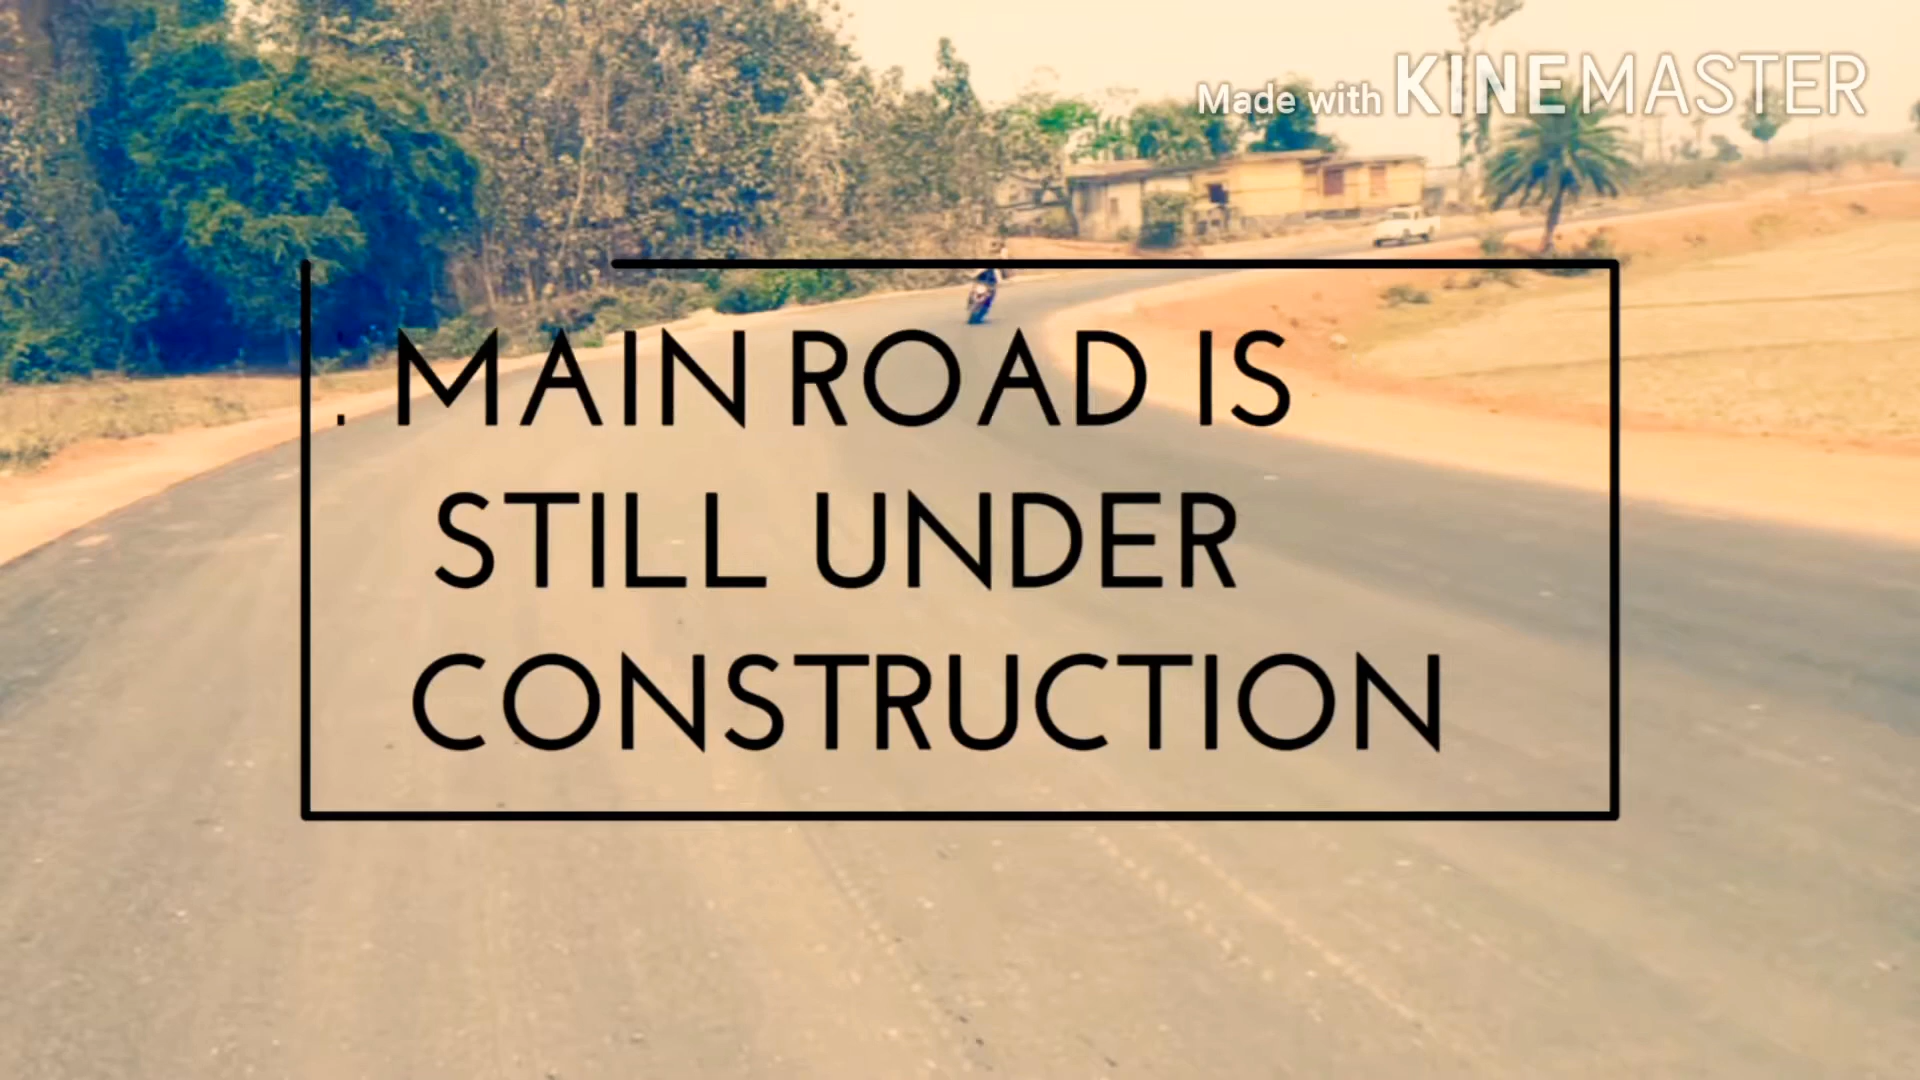 Made with KINEMASTER
. MAIN ROAD IS
STILL UNDER
CONSTRUCTION